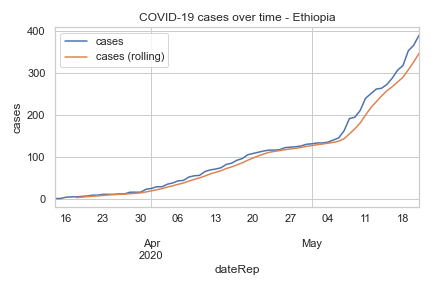 COVID-19 cases over time - Ethiopia
cases
cases (rolling)
400
300
200
100
0
cases
16 23 30 06 13 20 27 04 11 18
Apr May
2020
dateRep